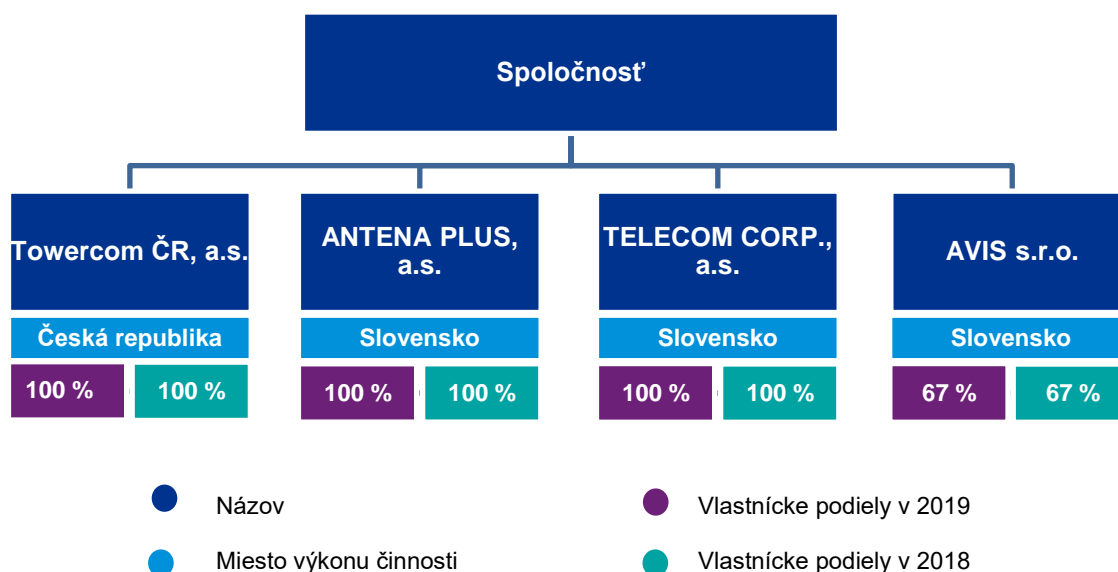 Spoločnosť
Towercom ČR, a.s.
ANTENA PLUS,
a.s.
TELECOM CORP.,
a.s.
AVIS s.r.o.
Česká republika
Slovensko
Slovensko
Slovensko
100 %
100 %
100 %
100 %
100 %
100 %
67 %
67 %
Názov
Vlastnícke podiely v 2019
Miesto výkonu činnosti
Vlastnícke podiely v 2018